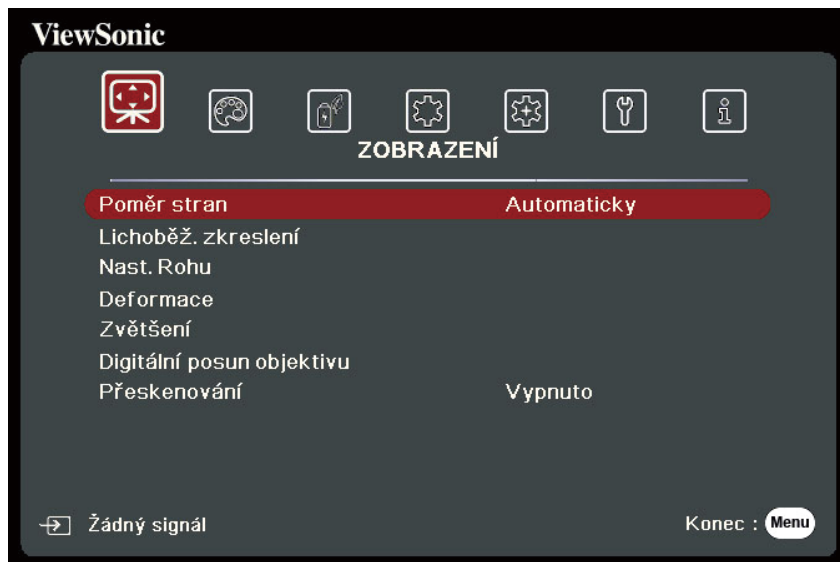 ViewSonic
ZOBRAZENÍ
Poměr stran Automaticky
Lichoběž. zkreslení
Nast. Rohu
Deformace
Zvětšení
Digitální posun objektivu
Přeskenování Vypnuto
Žádný signál Konec : Menu